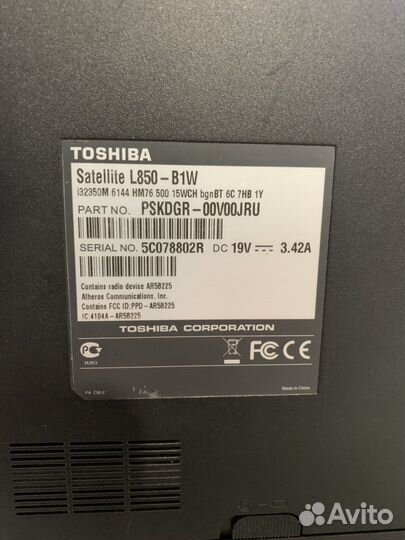 TOSHIBA
Satellite L850-B1W
i32350M 6144 HM76 500 15WCH bgnBT 6C 7HB 1Y
PART NO. PSKDGR-00V00JRU
SERIAL NO. 5C078802R DC 19V 3.42A
Contains radio device AR5B225
Atheros Communications, Inc.
Contains FCC ID:PPD-AR5B225
IC:4104A-AR5B225
TOSHIBA CORPORATION
FC CE
Made in China
Avito